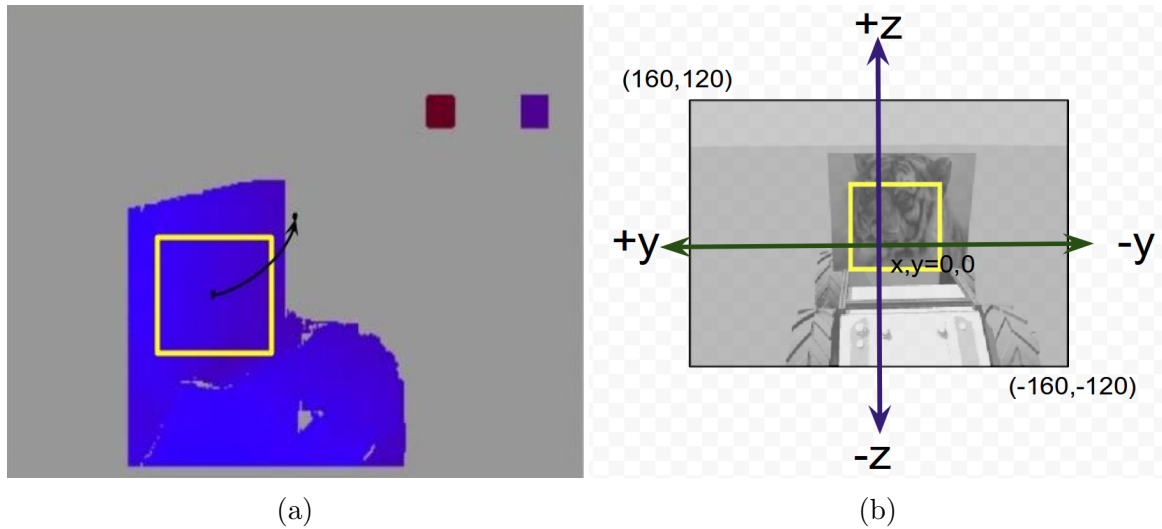 +z
(160,120)
+y
-y
x,y=0,0
(-160,-120)
-z
(a)
(b)